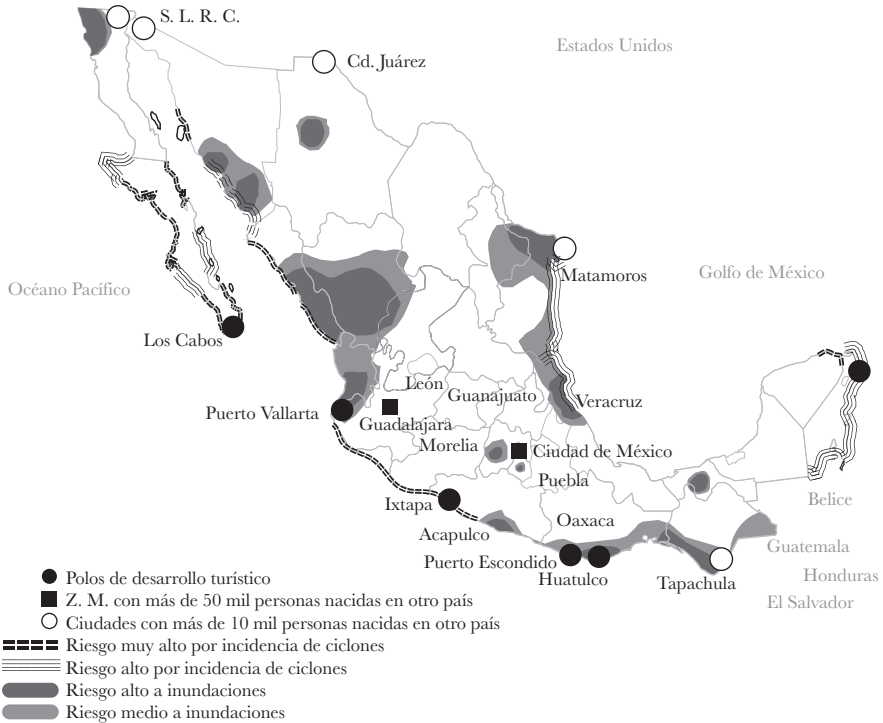 S. L. R. C.
Estados Unidos
Cd. Juárez
Golfo de México
Matamoros
Océano Pacífico
Los Cabos
León
Guanajuato
Veracruz
Puerto Vallarta
Guadalajara
Morelia
Ciudad de México
Puebla
Ixtapa
Belice
Oaxaca
Acapulco
Guatemala
Puerto Escondido
Huatulco
Tapachula
Honduras
El Salvador
Polos de desarrollo turístico
Z. M. con más de 50 mil personas nacidas en otro país
Ciudades con más de 10 mil personas nacidas en otro país
Riesgo muy alto por incidencia de ciclones
Riesgo alto por incidencia de ciclones
Riesgo alto a inundaciones
Riesgo medio a inundaciones